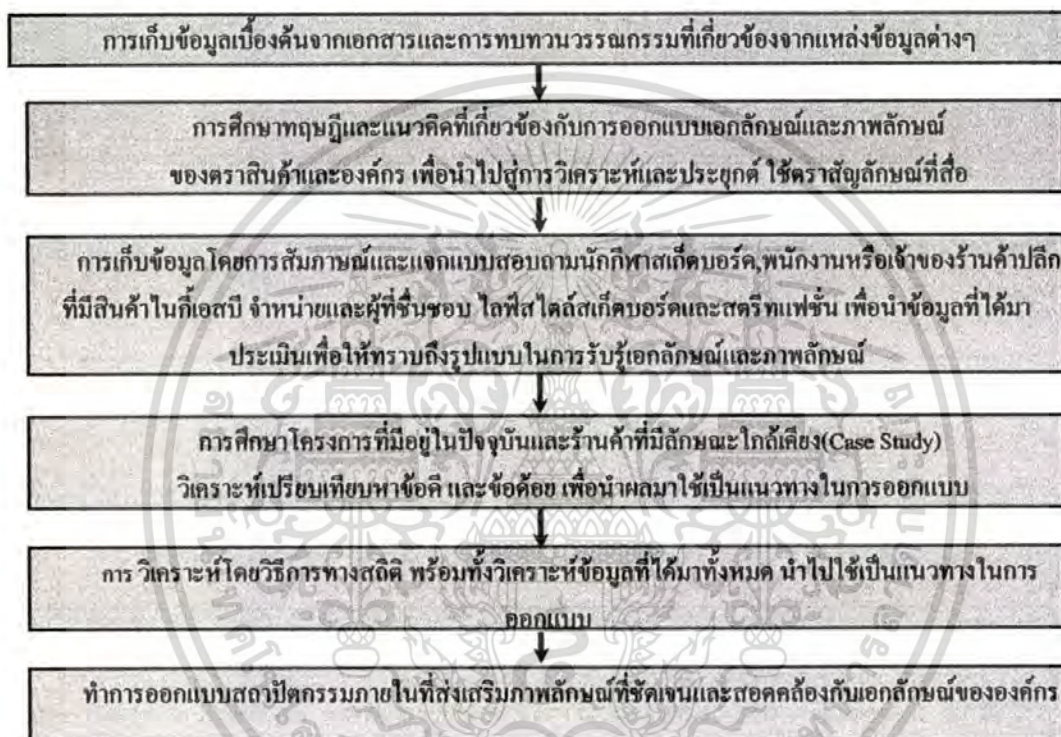 การเก็บข้อมูลเบื้องต้นจากเอกสารและการทบทวนวรรณกรรมที่เกี่ยวข้องจากแหล่งข้อมูลต่างๆ
การศึกษาทฤษฎีและแนวคิดที่เกี่ยวข้องกับการออกแบบเอกลักษณ์และภาพลักษณ์
ของตราสินค้าและองค์กร เพื่อนำไปสู่การวิเคราะห์และประยุกต์ ใช้ตราสัญลักษณ์ที่สื่อ
การเก็บข้อมูลโดยการสัมภาษณ์และแจกแบบสอบถามนักกีฬาสเก็ตบอร์ด,พนักงานหรือเจ้าของร้านค้าปลีก
ที่มีสินค้าไนกี้เอสบี จำหน่ายและผู้ที่ชื่นชอบ ไลฟ์สไตล์สเก็ตบอร์ดและสตรีทแฟชั่น เพื่อนำข้อมูลที่ได้มา
ประเมินเพื่อให้ทราบถึงรูปแบบในการรับรู้เอกลักษณ์และภาพลักษณ์
การศึกษาโครงการที่มีอยู่ในปัจจุบันและร้านค้าที่มีลักษณะใกล้เคียง(Case Study)
วิเคราะห์เปรียบเทียบหาข้อดี และข้อด้อย เพื่อนำผลมาใช้เป็นแนวทางในการออกแบบ
การ วิเคราะห์โดยวิธีการทางสถิติ พร้อมทั้งวิเคราะห์ข้อมูลที่ได้มาทั้งหมด นำไปใช้เป็นแนวทางในการ
ออกแบบ
ทำการออกแบบสถาปัตกรรมภายในที่ส่งเสริมภาพลักษณ์ที่ชัดเจนและสอดคล้องกับเอกลักษณ์ขององค์กร